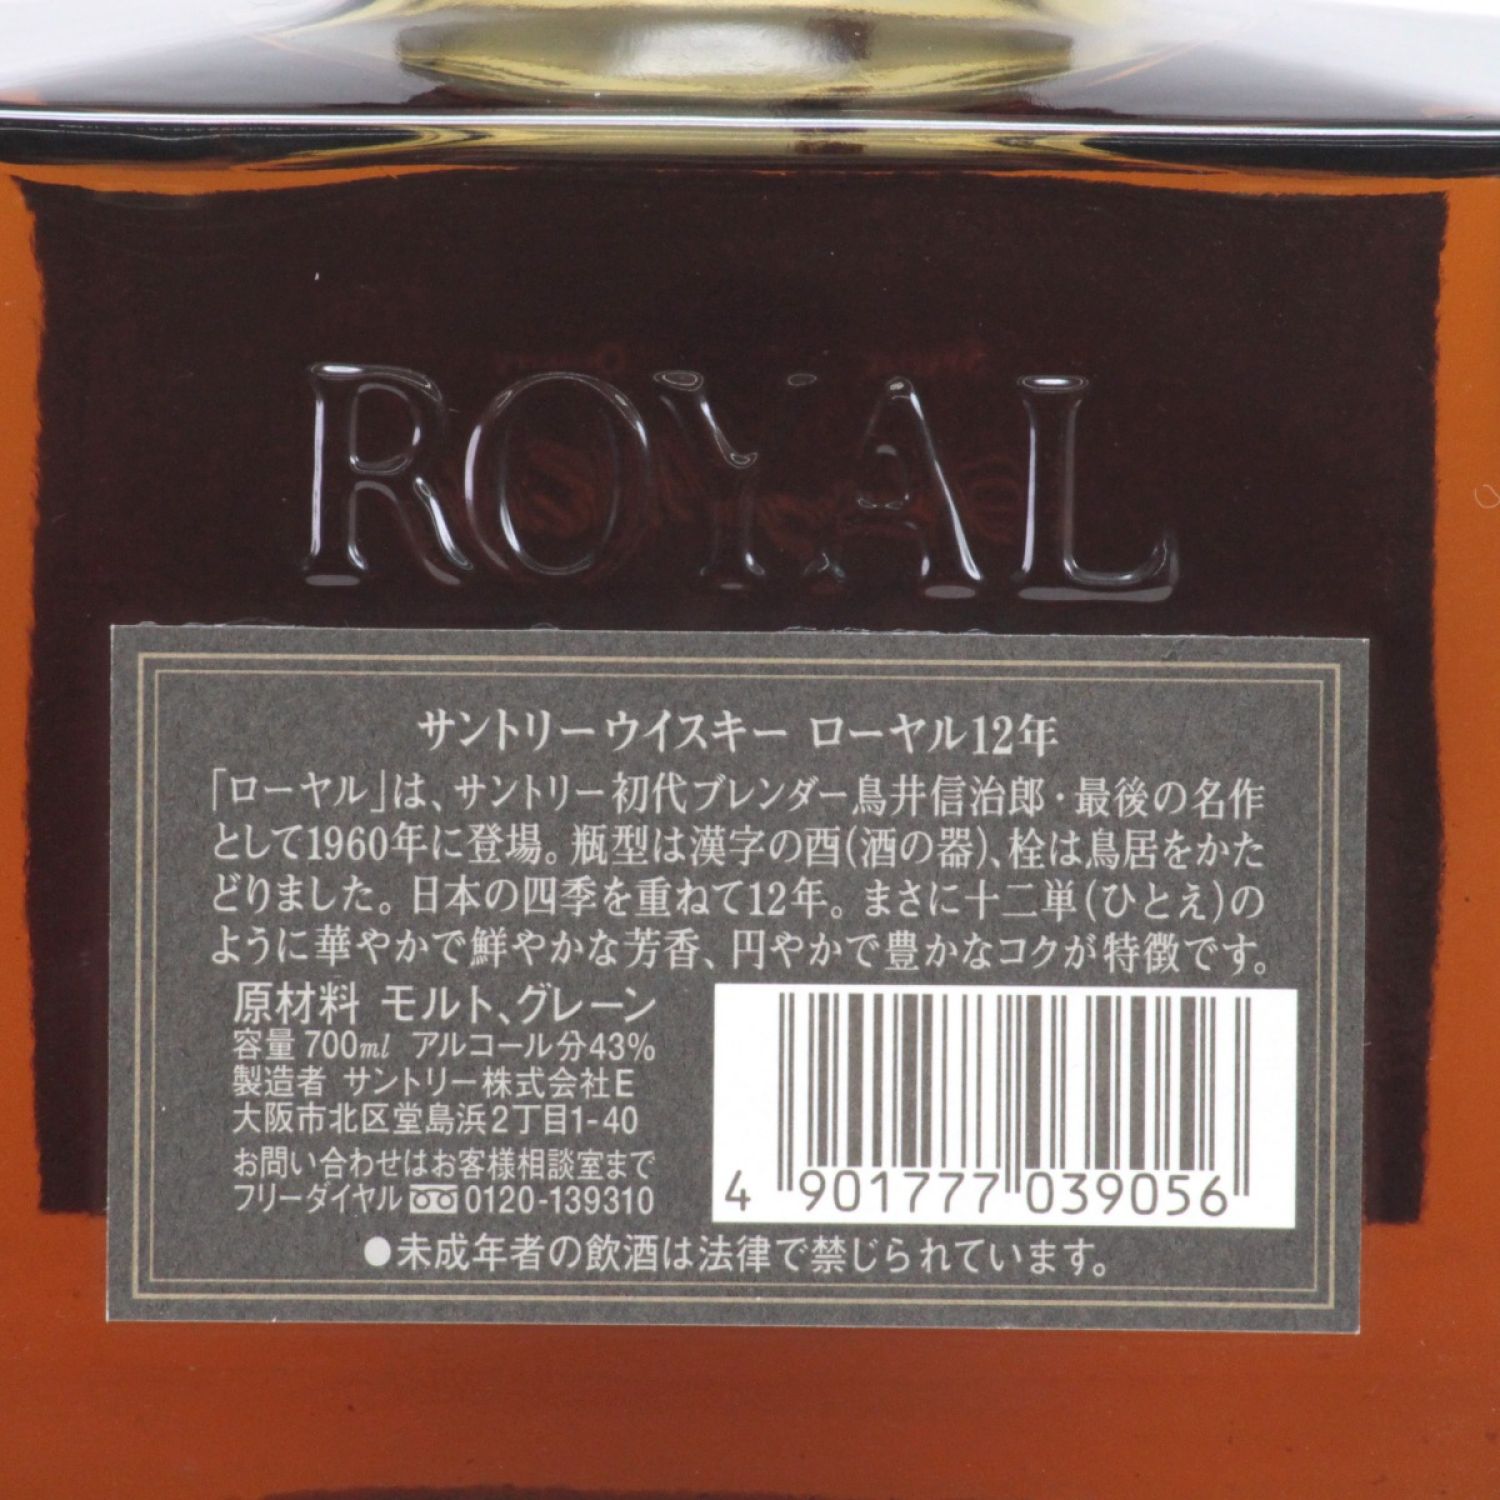 ROYAL
サントリーウイスキー ローヤル12年
「ローヤル」は、サントリー初代ブレンダー鳥井信治郎・最後の名作
として1960年に登場。瓶型は漢字の酉(酒の器)、栓は鳥居をかた
どりました。日本の四季を重ねて12年。まさに十二単(ひとえ)の
ように華やかで鮮やかな芳香、円やかで豊かなコクが特徴です。
原材料 モルト、グレーン
容量 700ml アルコール分43%
製造者 サントリー株式会社E
大阪市北区堂島浜2丁目1-40
お問い合わせはお客様相談室まで
フリーダイヤル 0120-139310
4 901777 039056
●未成年者の飲酒は法律で禁じられています。